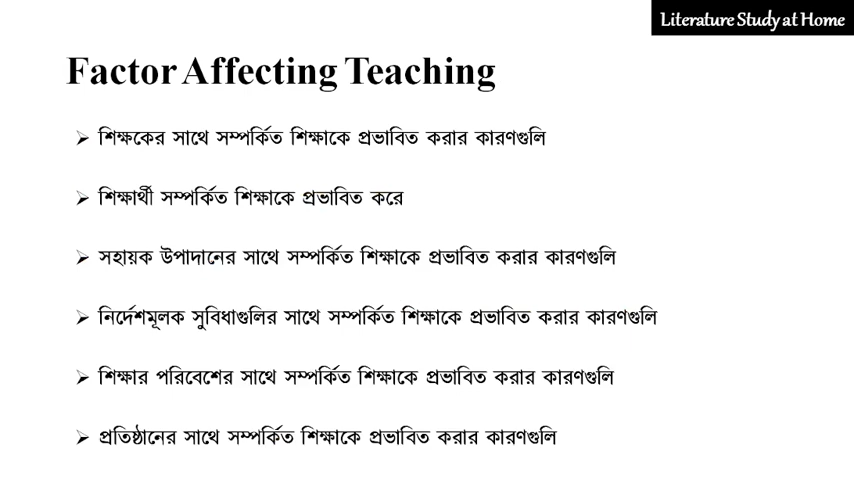 Literature Study at Home
Factor Affecting Teaching
➢ শিক্ষকের সাথে সম্পর্কিত শিক্ষাকে প্রভাবিত করার কারণগুলি
➢ শিক্ষার্থী সম্পর্কিত শিক্ষাকে প্রভাবিত করে
➢ সহায়ক উপাদানের সাথে সম্পর্কিত শিক্ষাকে প্রভাবিত করার কারণগুলি
➢ নির্দেশমূলক সুবিধাগুলির সাথে সম্পর্কিত শিক্ষাকে প্রভাবিত করার কারণগুলি
➢ শিক্ষার পরিবেশের সাথে সম্পর্কিত শিক্ষাকে প্রভাবিত করার কারণগুলি
➢ প্রতিষ্ঠানের সাথে সম্পর্কিত শিক্ষাকে প্রভাবিত করার কারণগুলি